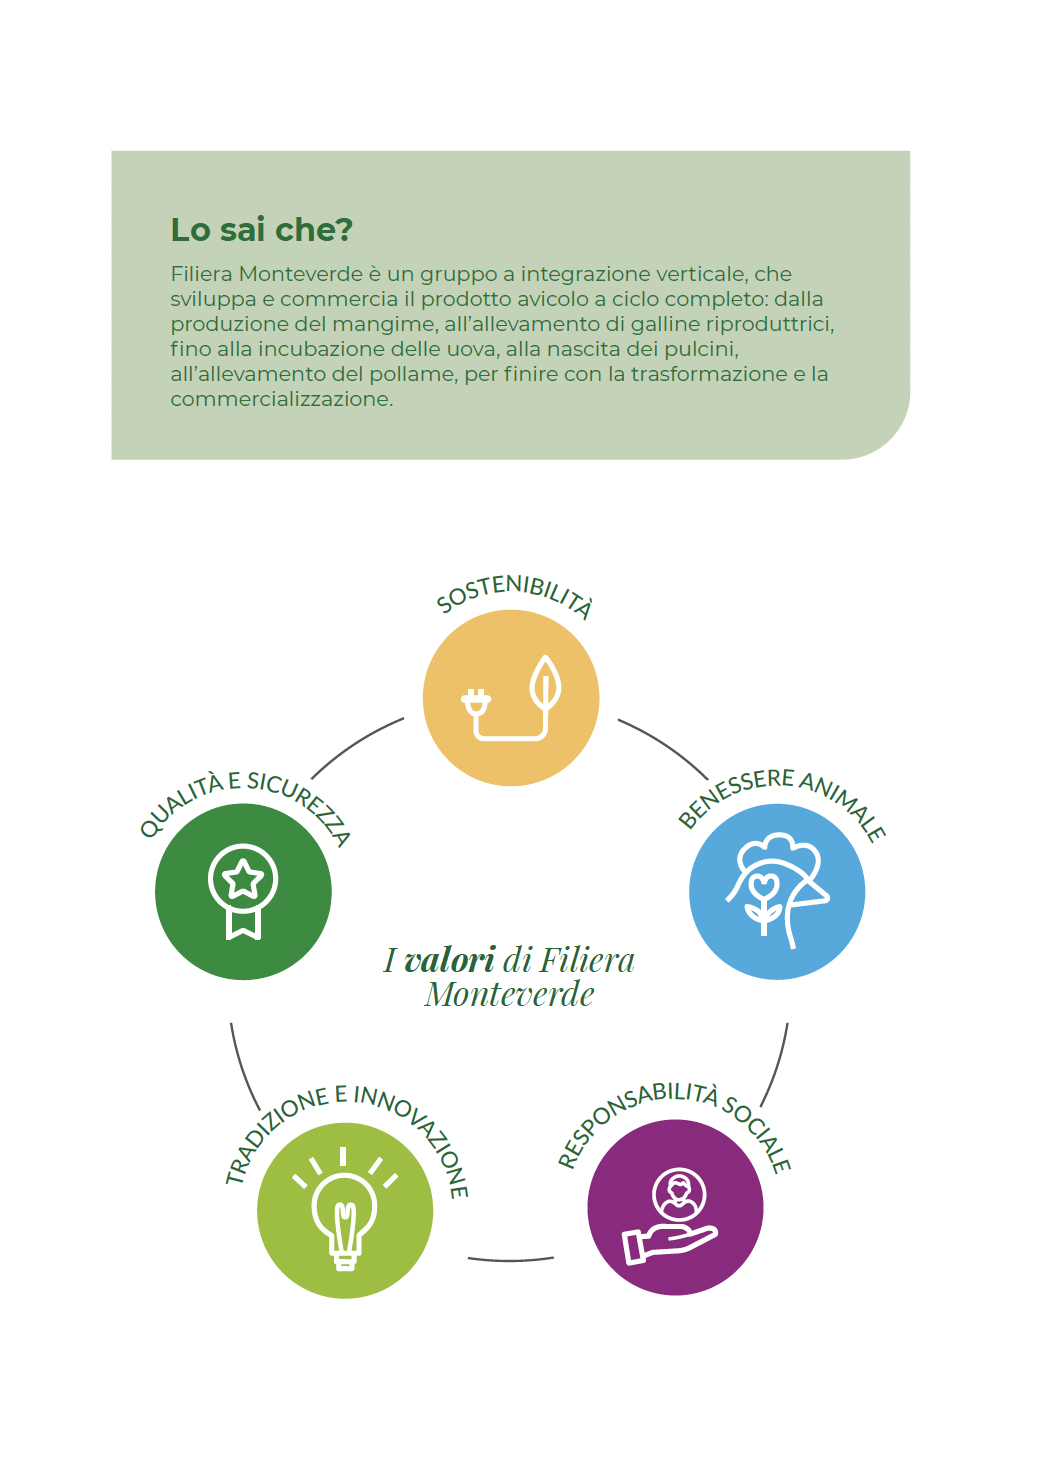 Lo sai che?
Filiera Monteverde è un gruppo a integrazione verticale, che
sviluppa e commercia il prodotto avicolo a ciclo completo: dalla
produzione del mangime, all’allevamento di galline riproduttrici,
fino alla incubazione delle uova, alla nascita dei pulcini,
all’allevamento del pollame, per finire con la trasformazione e la
commercializzazione.
SOSTENIBILITÀ
QUALITÀ E SICUREZZA
BENESSERE ANIMALE
I valori di Filiera
Monteverde
TRADIZIONE E INNOVAZIONE
RESPONSABILITÀ SOCIALE